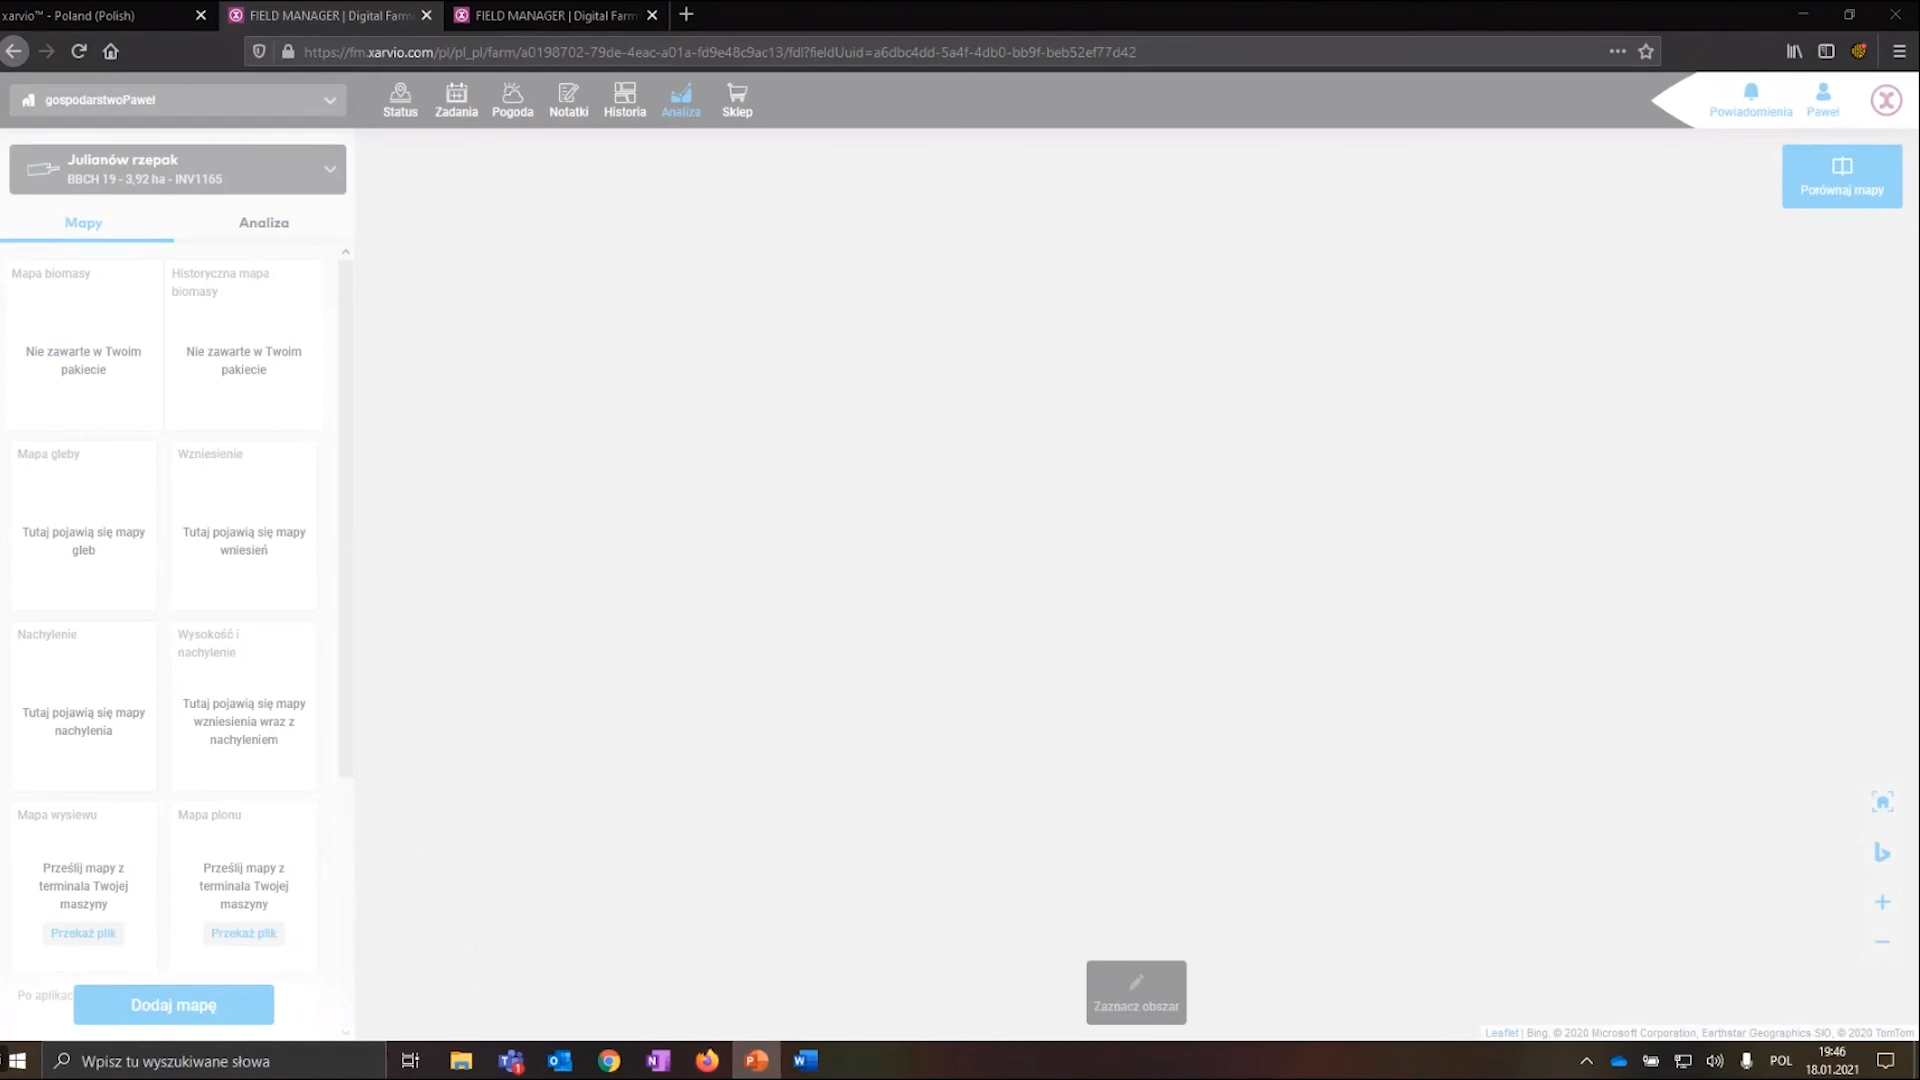 xarvio™ - Poland (Polish)
FIELD MANAGER | Digital Farmi
FIELD MANAGER | Digital Farm
https://fm.xarvio.com/pl/pl_pl/farm/a0198702-79de-4eac-a01a-fd9e48c9ac13/fdl?fieldUuid=a6dbc4dd-5a4f-4db0-bb9f-beb52ef77d42
gospodarstwoPaweł
Status
Zadania
Pogoda
Notatki
Historia
Analiza
Sklep
Powiadomienia
Paweł
Julianów rzepak
BBCH 19 - 3,92 ha - INV1165
Porównaj mapy
Mapy
Analiza
Mapa biomasy
Nie zawarte w Twoim
pakiecie
Historyczna mapa
biomasy
Nie zawarte w Twoim
pakiecie
Mapa gleby
Tutaj pojawią się mapy
gleb
Wzniesienie
Tutaj pojawią się mapy
wniesień
Nachylenie
Tutaj pojawią się mapy
nachylenia
Wysokość i
nachylenie
Tutaj pojawią się mapy
wzniesienia wraz z
nachyleniem
Mapa wysiewu
Prześlij mapy z
terminala Twojej
maszyny
Przekaż plik
Mapa plonu
Prześlij mapy z
terminala Twojej
maszyny
Przekaż plik
Po aplikac
Dodaj mapę
Zaznacz obszar
Leaflet | Bing, © 2020 Microsoft Corporation, Earthstar Geographics SIO, © 2020 TomTom
Wpisz tu wyszukiwane słowa
POL
19:46
18.01.2021